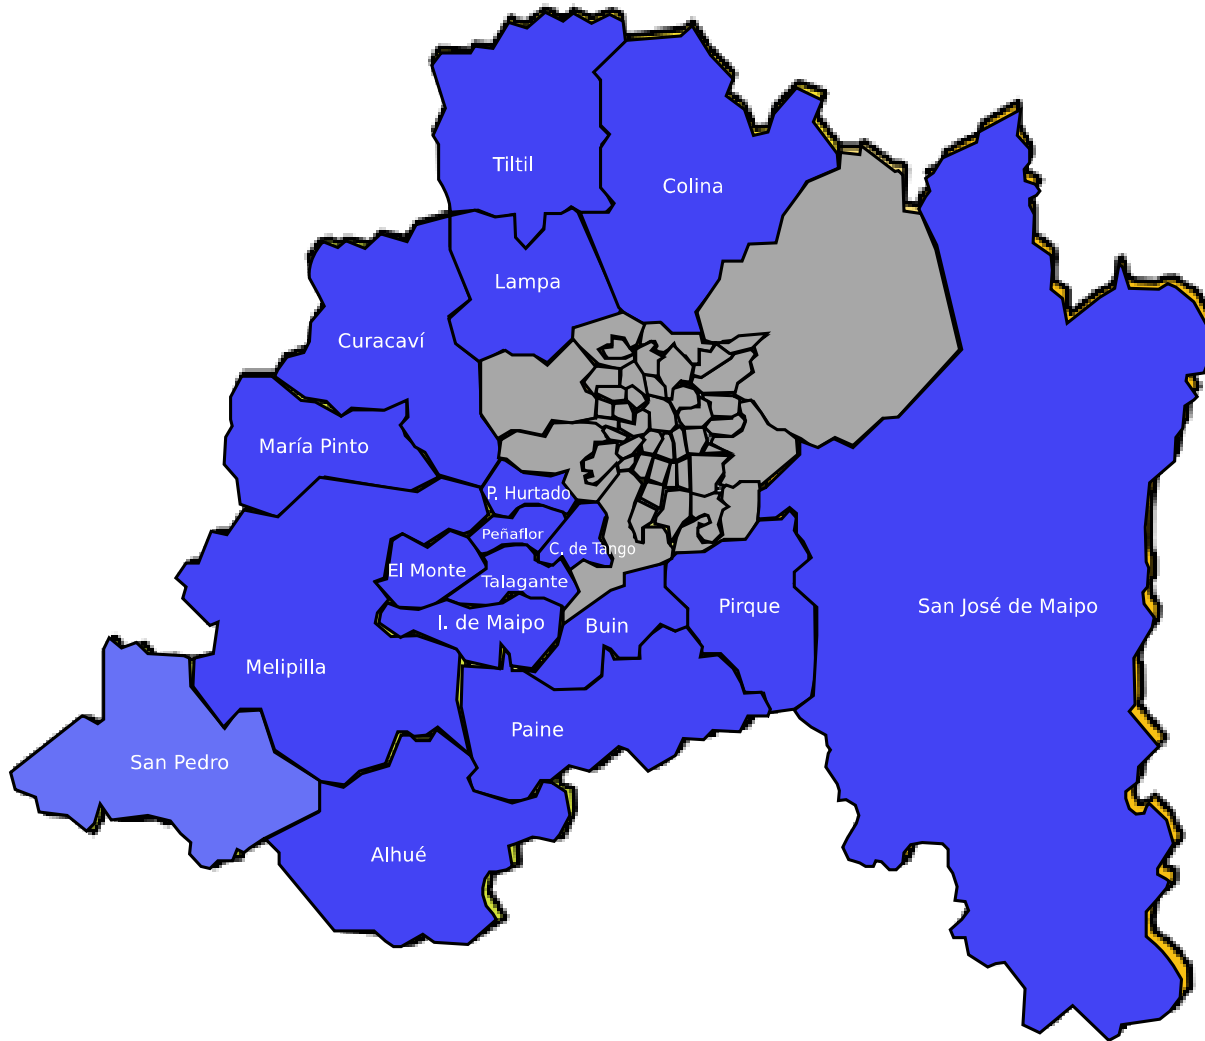 Tiltil
Colina
Lampa
Curacaví
María Pinto
P. Hurtado
Peñaflor
C. de Tango
El Monte
Talagante
San José de Maipo
Pirque
I. de Maipo
Buin
Melipilla
Paine
San Pedro
Alhué